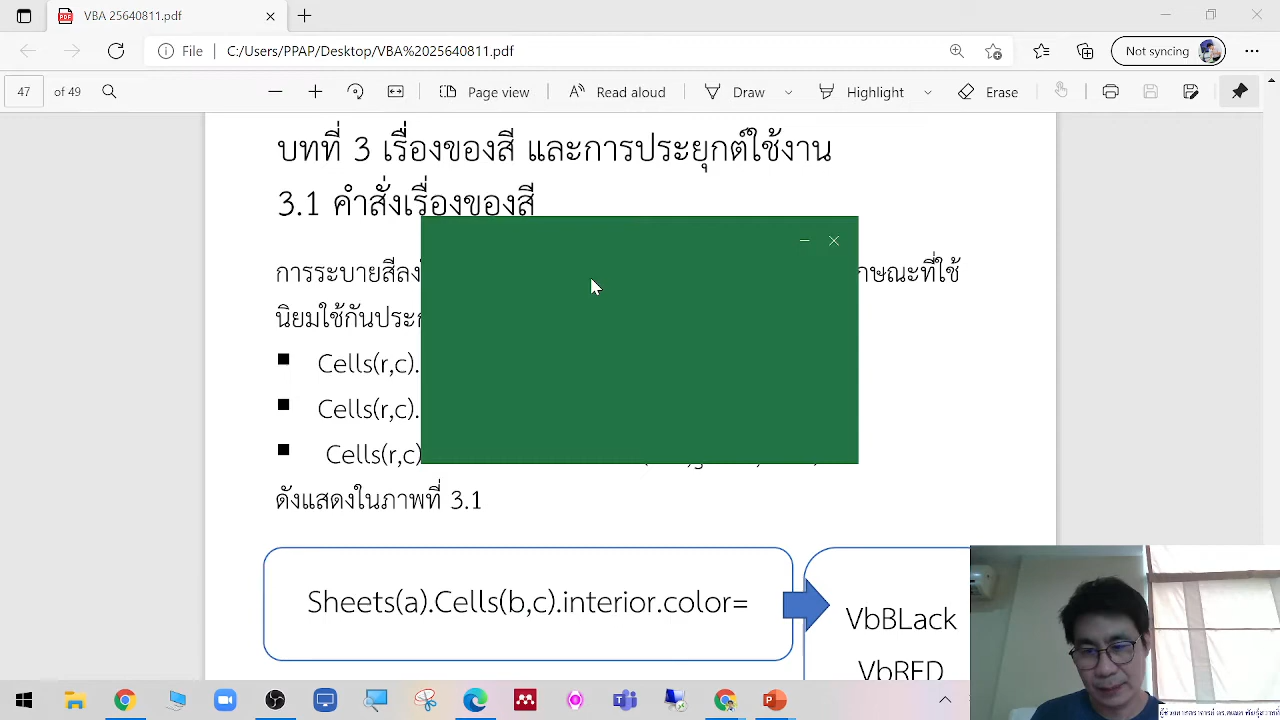 VBA 25640811.pdf
File
C:/Users/PPAP/Desktop/VBA%2025640811.pdf
Not syncing
47
of 49
Page view
Read aloud
Draw
Highlight
Erase
บทที่ 3 เรื่องของสี และการประยุกต์ใช้งาน
3.1 คำสั่งเรื่องของสี
การระบายสีลง
กษณะที่ใช้
นิยมใช้กันประก
Cells(r,c).
Cells(r,c).
Cells(r,c)
ดังแสดงในภาพที่ 3.1
Sheets(a).Cells(b,c).interior.color=
VbBLack
VbRED